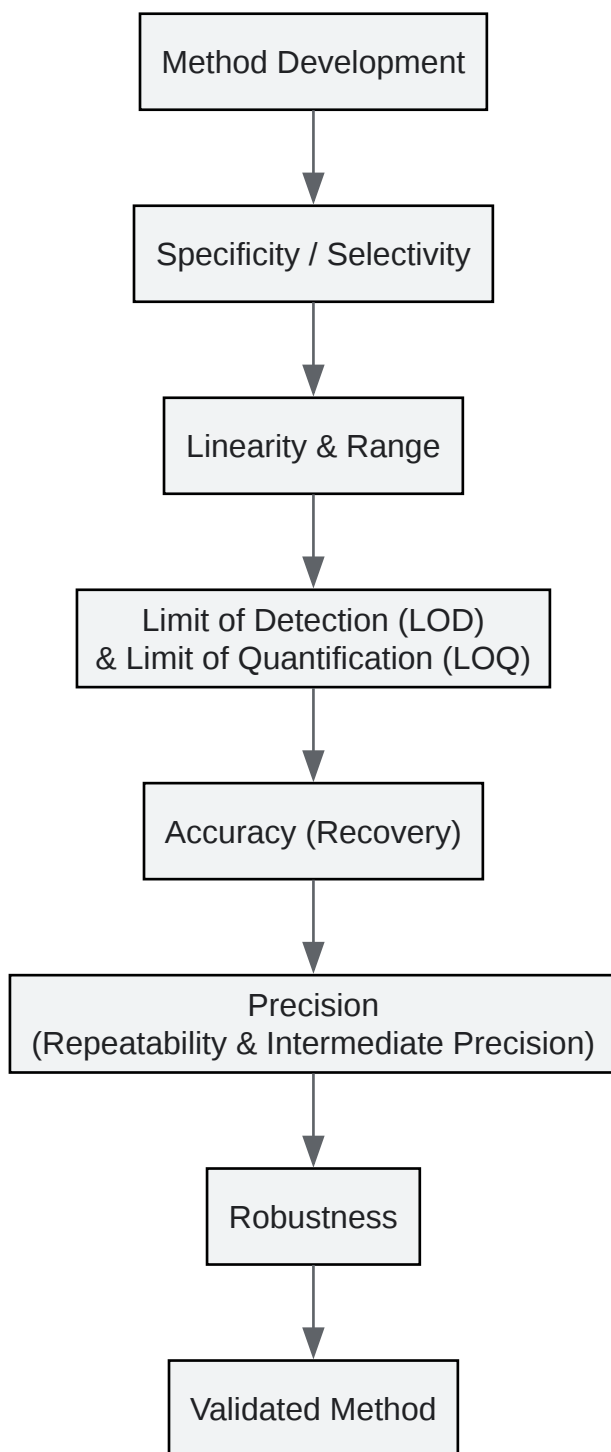 Method Development
Specificity / Selectivity
Linearity & Range
Limit of Detection (LOD)
& Limit of Quantification (LOQ)
Accuracy (Recovery)
Precision
(Repeatability & Intermediate Precision)
Robustness
Validated Method